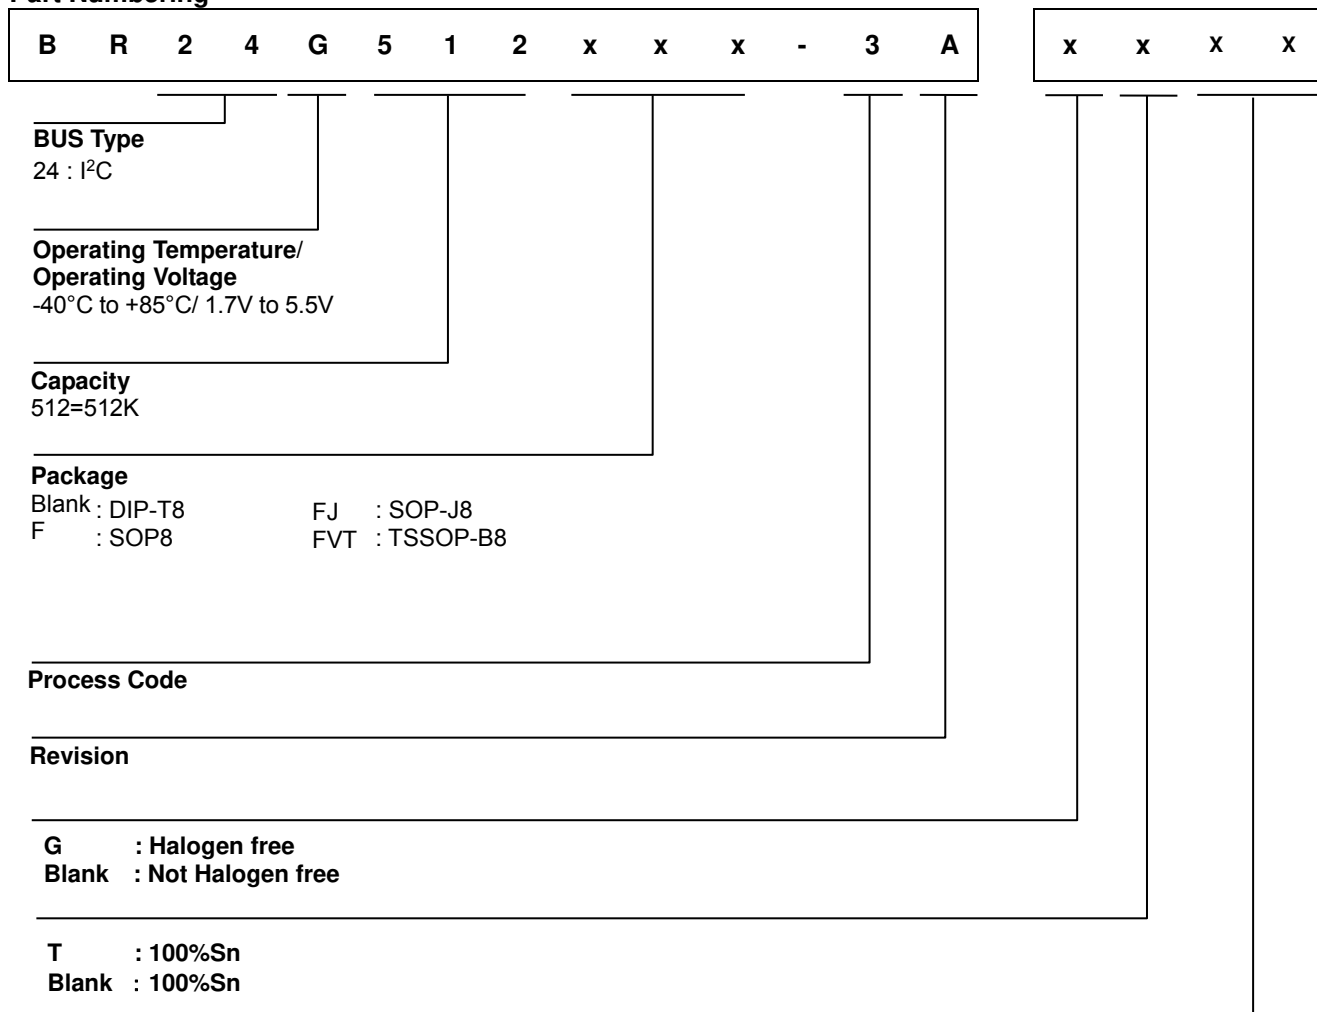 Part Numbering
B R 2 4 G 5 1 2 x x x - 3 A x x x x
BUS Type
24 : I²C
Operating Temperature/
Operating Voltage
-40°C to +85°C/ 1.7V to 5.5V
Capacity
512=512K
Package
Blank : DIP-T8 FJ : SOP-J8
F : SOP8 FVT : TSSOP-B8
Process Code
Revision
G : Halogen free
Blank : Not Halogen free
T : 100%Sn
Blank : 100%Sn